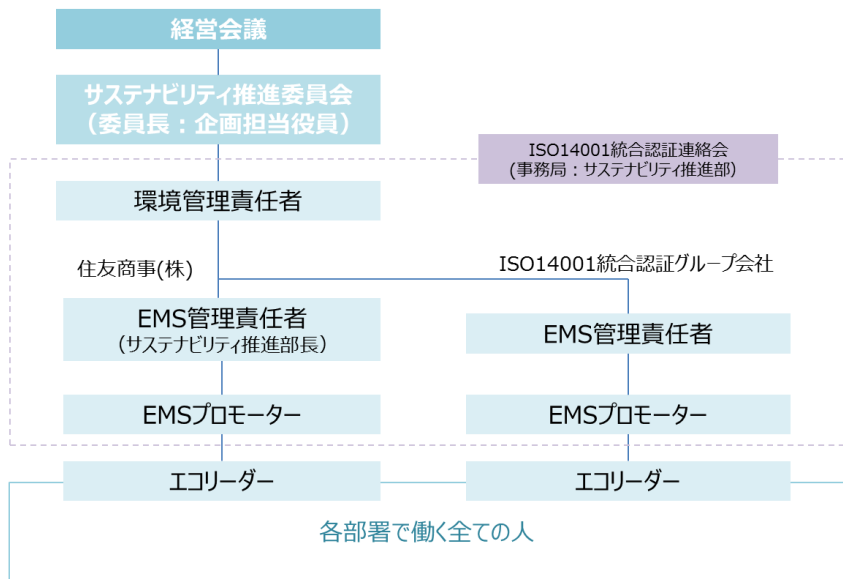 経営会議
サステナビリティ推進委員会
（委員長：企画担当役員）
ISO14001統合認証連絡会
(事務局：サステナビリティ推進部）
環境管理責任者
住友商事(株)
ISO14001統合認証グループ会社
EMS管理責任者
（サステナビリティ推進部長）
EMS管理責任者
EMSプロモーター
EMSプロモーター
エコリーダー
エコリーダー
各部署で働く全ての人